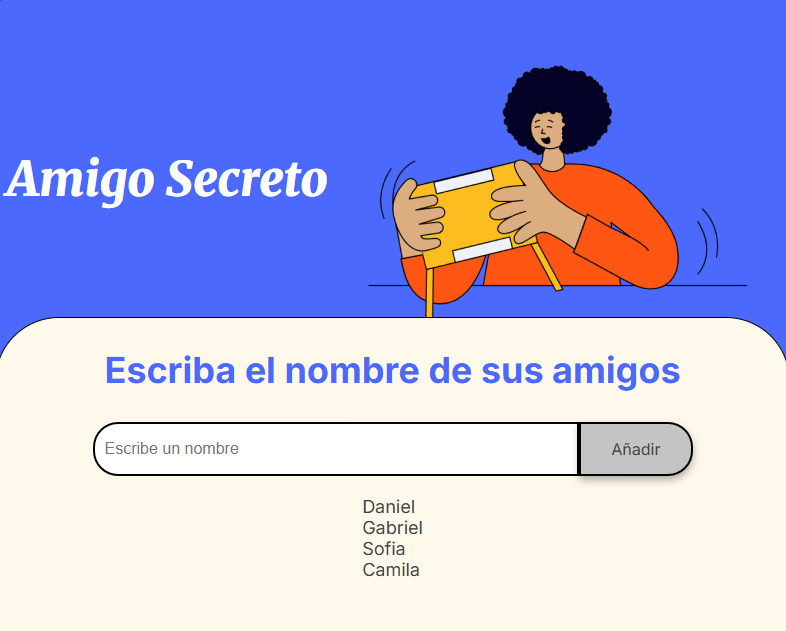 Amigo Secreto
Escriba el nombre de sus amigos
Escribe un nombre
Añadir
Daniel
Gabriel
Sofia
Camila